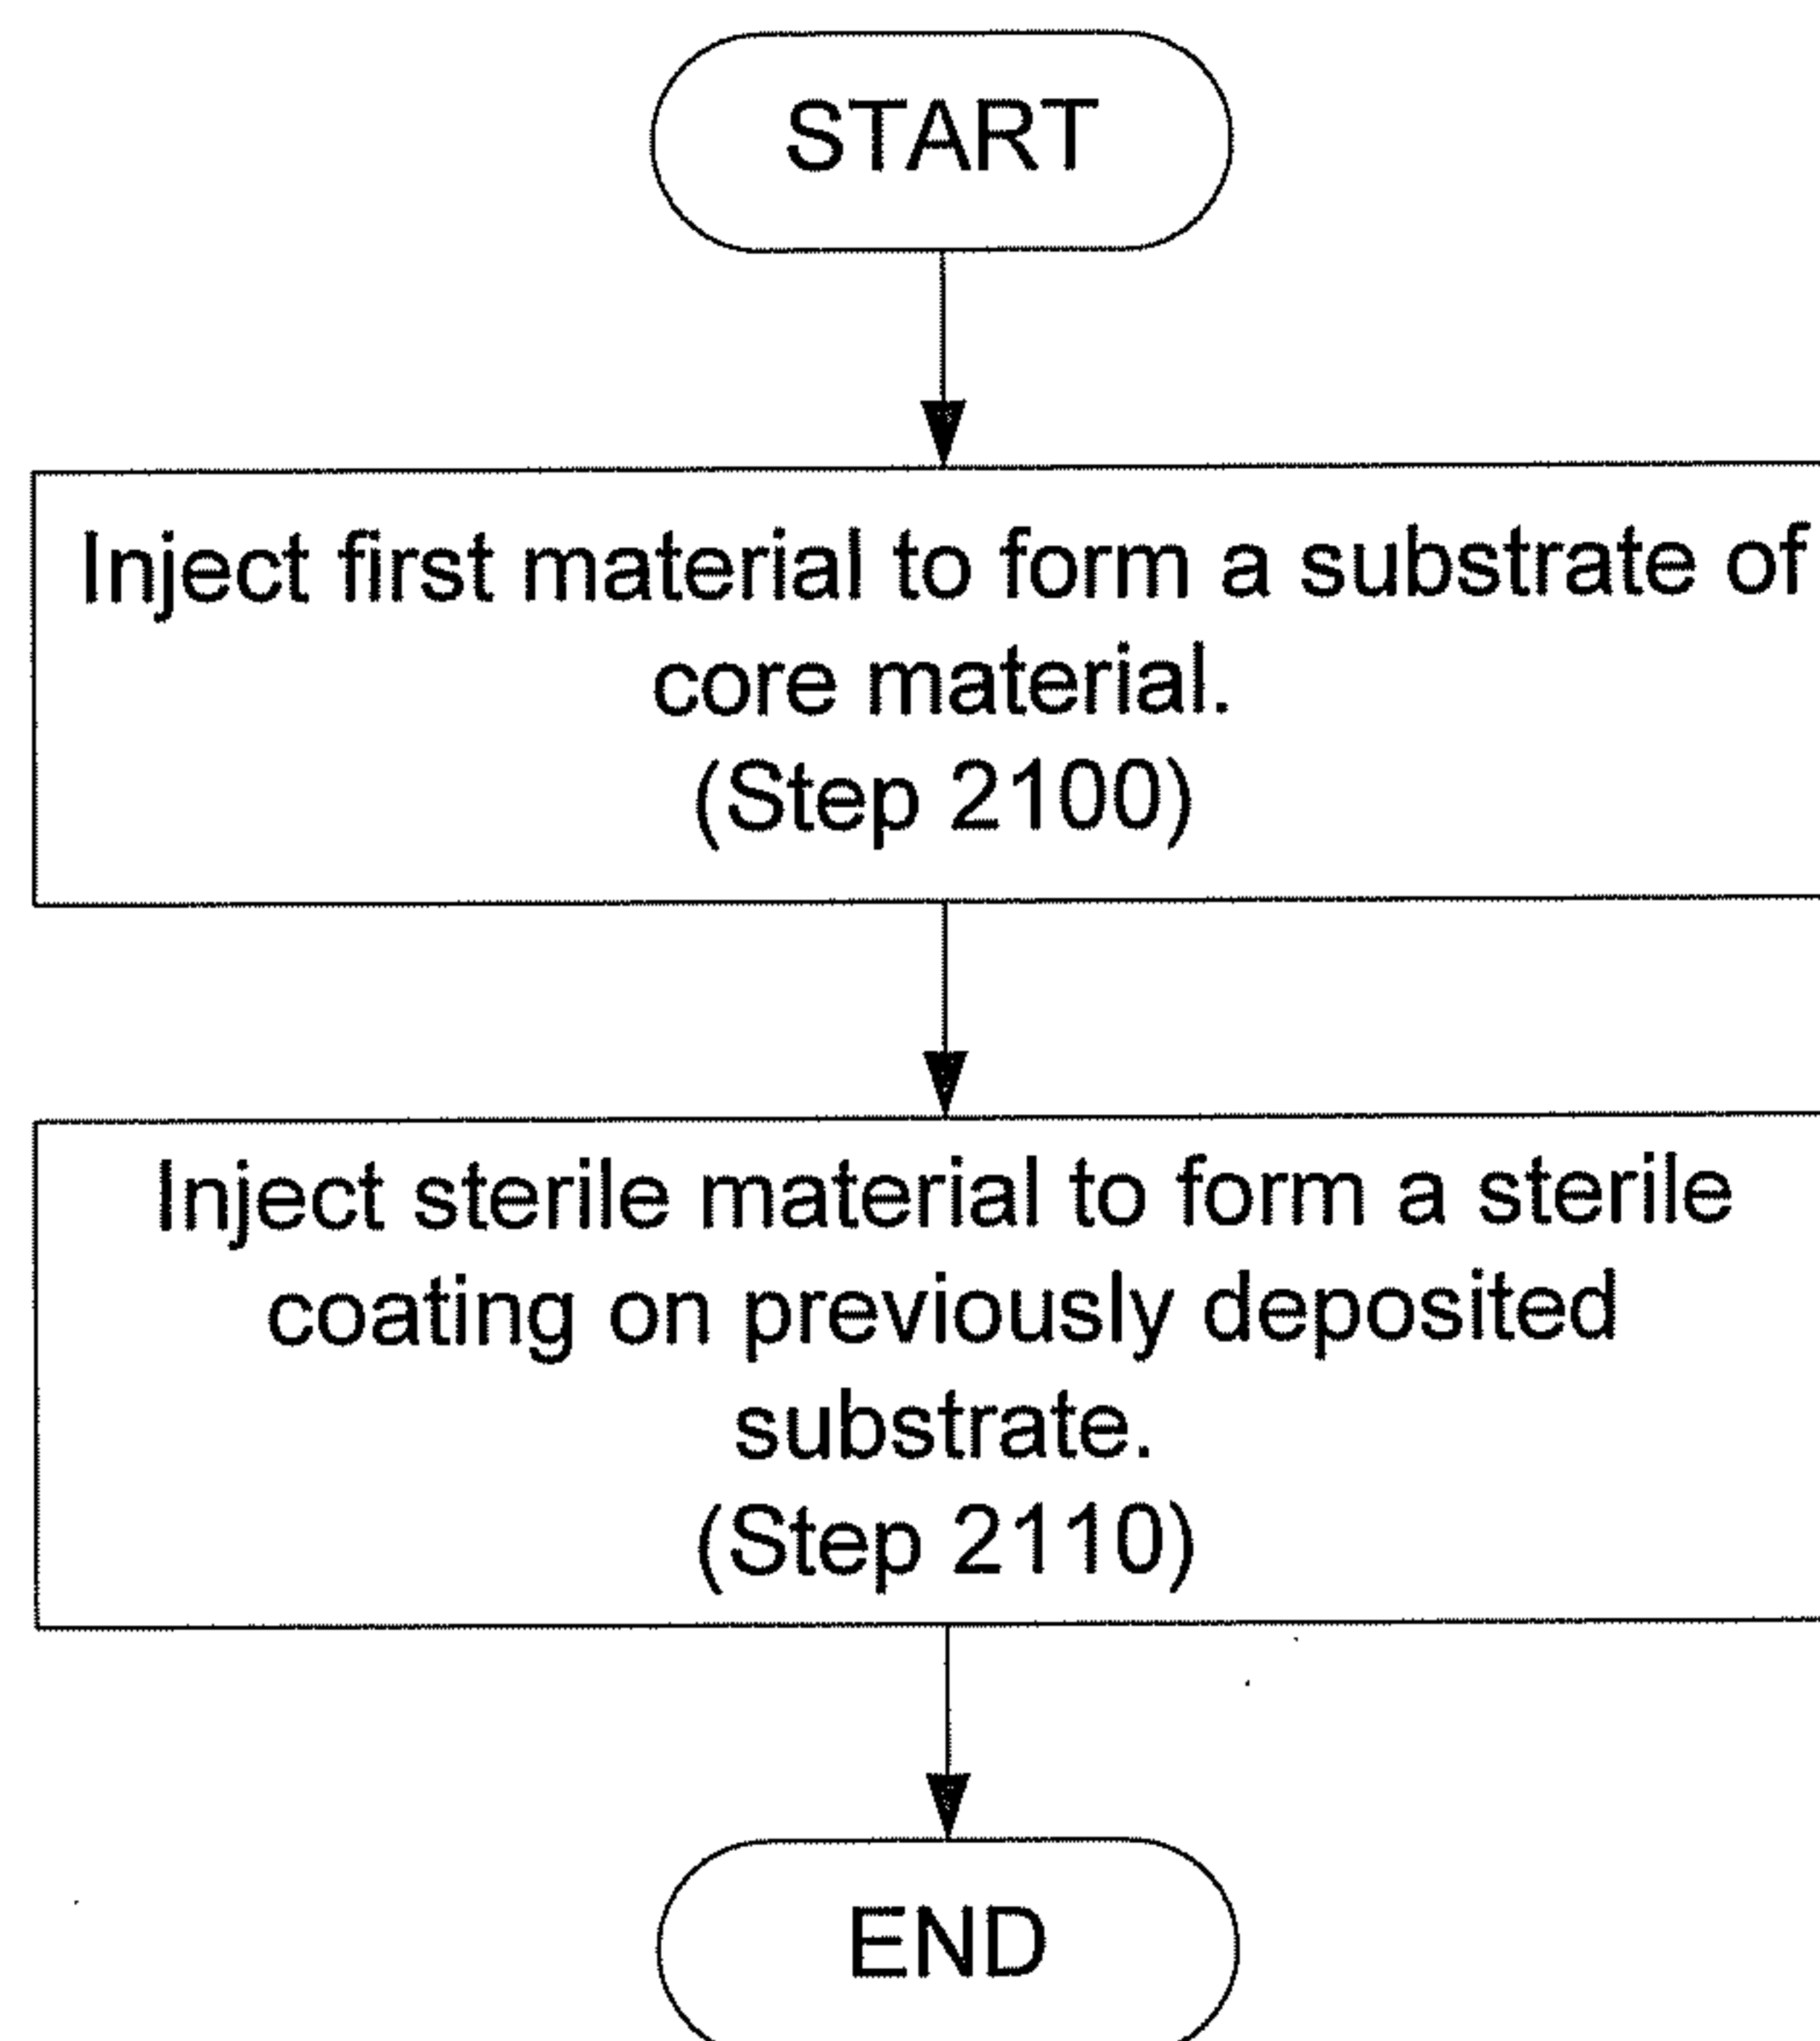 START
Inject first material to form a substrate of
core material.
(Step 2100)
Inject sterile material to form a sterile
coating on previously deposited
substrate.
(Step 2110)
END